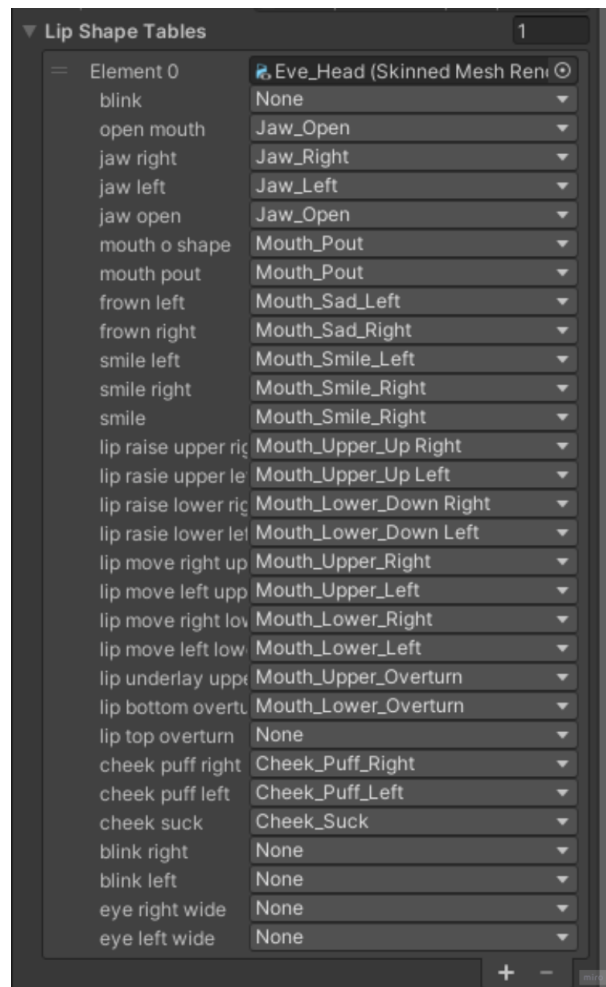 Lip Shape Tables 1
Element 0 Eve_Head (Skinned Mesh Ren
blink None
open mouth Jaw_Open
jaw right Jaw_Right
jaw left Jaw_Left
jaw open Jaw_Open
mouth o shape Mouth_Pout
mouth pout Mouth_Pout
frown left Mouth_Sad_Left
frown right Mouth_Sad_Right
smile left Mouth_Smile_Left
smile right Mouth_Smile_Right
smile Mouth_Smile_Right
lip raise upper rig Mouth_Upper_Up Right
lip rasie upper le Mouth_Upper_Up Left
lip raise lower rig Mouth_Lower_Down Right
lip rasie lower lef Mouth_Lower_Down Left
lip move right up Mouth_Upper_Right
lip move left upp Mouth_Upper_Left
lip move right lov Mouth_Lower_Right
lip move left low Mouth_Lower_Left
lip underlay uppe Mouth_Upper_Overturn
lip bottom overtu Mouth_Lower_Overturn
lip top overturn None
cheek puff right Cheek_Puff_Right
cheek puff left Cheek_Puff_Left
cheek suck Cheek_Suck
blink right None
blink left None
eye right wide None
eye left wide None
+ −